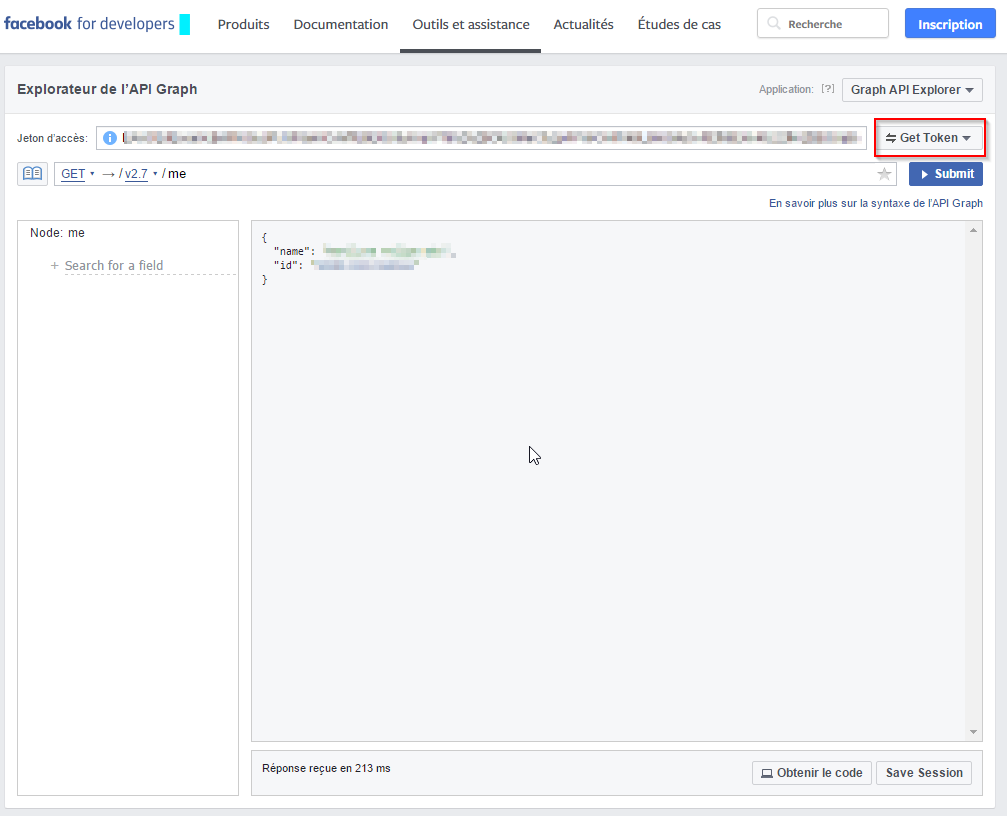 facebook for developers Produits Documentation Outils et assistance Actualités Études de cas Recherche Inscription
Explorateur de l'API Graph Application: [?] Graph API Explorer
Jeton d'accès: Get Token
GET → / v2.7 / me Submit
En savoir plus sur la syntaxe de l'API Graph
Node: me
+ Search for a field
{
"name":
"id":
}
Réponse reçue en 213 ms Obtenir le code Save Session